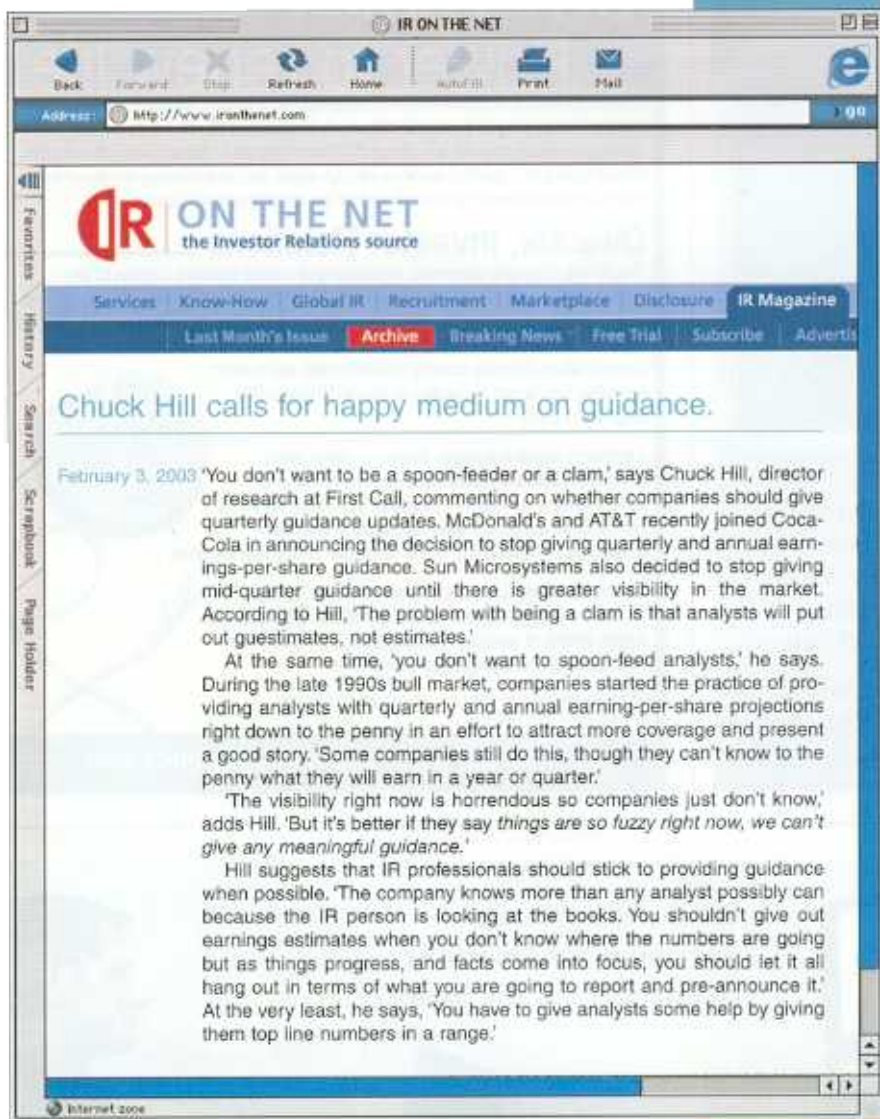 IR ON THE NET
Back Forward Stop Refresh Home AutoFill Print Mail
Address: http://www.ironthenet.com go
Favorites
History
Search
Scrapbook
Page Holder
IR ON THE NET
the Investor Relations source
Services Know-How Global IR Recruitment Marketplace Disclosure IR Magazine
Last Month's Issue Archive Breaking News Free Trial Subscribe Advertis
Chuck Hill calls for happy medium on guidance.
February 3, 2003 'You don't want to be a spoon-feeder or a clam,' says Chuck Hill, director
of research at First Call, commenting on whether companies should give
quarterly guidance updates. McDonald's and AT&T recently joined Coca-
Cola in announcing the decision to stop giving quarterly and annual earn-
ings-per-share guidance. Sun Microsystems also decided to stop giving
mid-quarter guidance until there is greater visibility in the market.
According to Hill, 'The problem with being a clam is that analysts will put
out guestimates, not estimates.'
At the same time, 'you don't want to spoon-feed analysts,' he says.
During the late 1990s bull market, companies started the practice of pro-
viding analysts with quarterly and annual earning-per-share projections
right down to the penny in an effort to attract more coverage and present
a good story. 'Some companies still do this, though they can't know to the
penny what they will earn in a year or quarter.'
'The visibility right now is horrendous so companies just don't know,'
adds Hill. 'But it's better if they say things are so fuzzy right now, we can't
give any meaningful guidance.'
Hill suggests that IR professionals should stick to providing guidance
when possible. 'The company knows more than any analyst possibly can
because the IR person is looking at the books. You shouldn't give out
earnings estimates when you don't know where the numbers are going
but as things progress, and facts come into focus, you should let it all
hang out in terms of what you are going to report and pre-announce it.'
At the very least, he says, 'You have to give analysts some help by giving
them top line numbers in a range.'
Internet zone